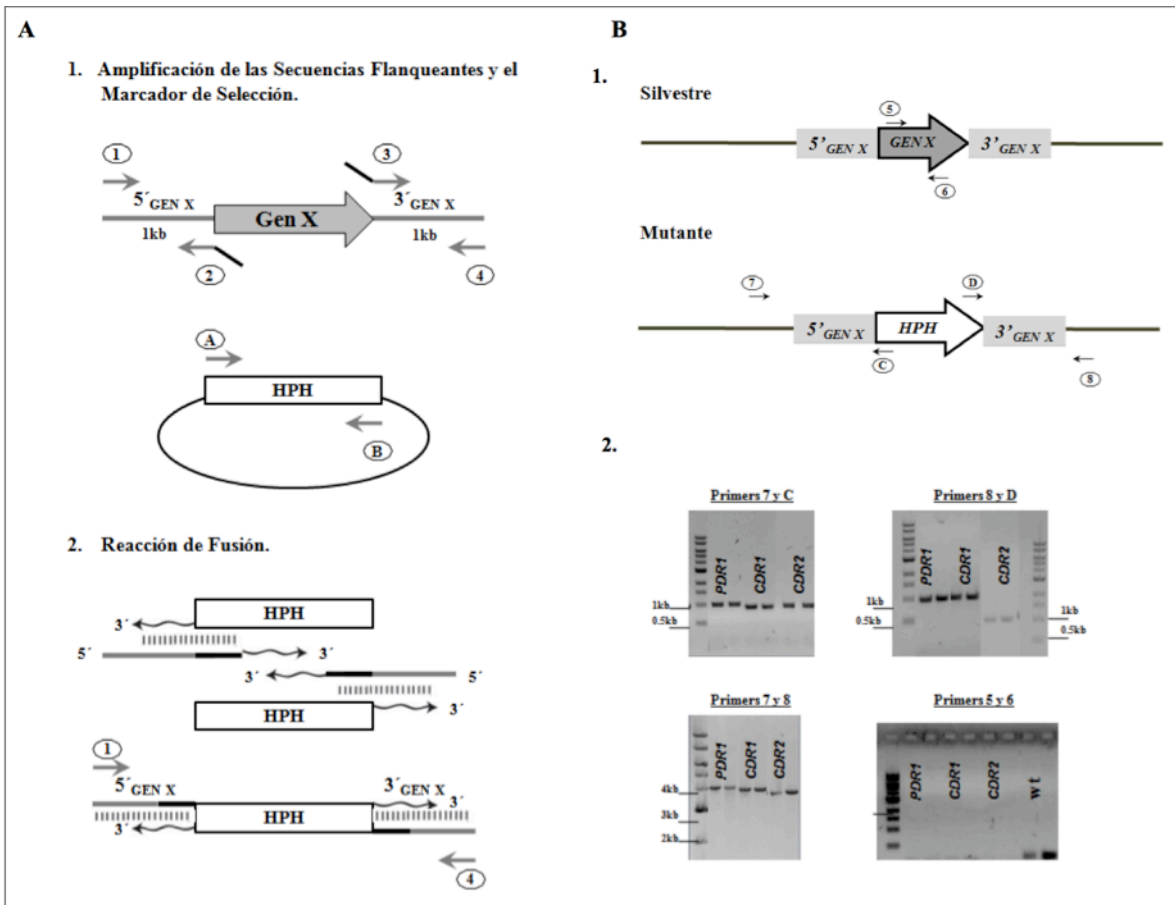 A
1. Amplificación de las Secuencias Flanqueantes y el
Marcador de Selección.
1
3
5´GEN X
Gen X
3´GEN X
1kb
1kb
2
4
A
HPH
B
2. Reacción de Fusión.
3´
HPH
5´
3´
3´
5´
HPH
3´
1
5´GEN X
3´GEN X
3´
HPH
3´
4
B
1.
Silvestre
5
5’GEN X
GEN X
3’GEN X
6
Mutante
7
D
5’GEN X
HPH
3’GEN X
C
8
2.
Primers 7 y C
PDR1
CDR1
CDR2
1kb
0.5kb
Primers 8 y D
PDR1
CDR1
CDR2
1kb
0.5kb
1kb
0.5kb
Primers 7 y 8
PDR1
CDR1
CDR2
4kb
3kb
2kb
Primers 5 y 6
PDR1
CDR1
CDR2
wt